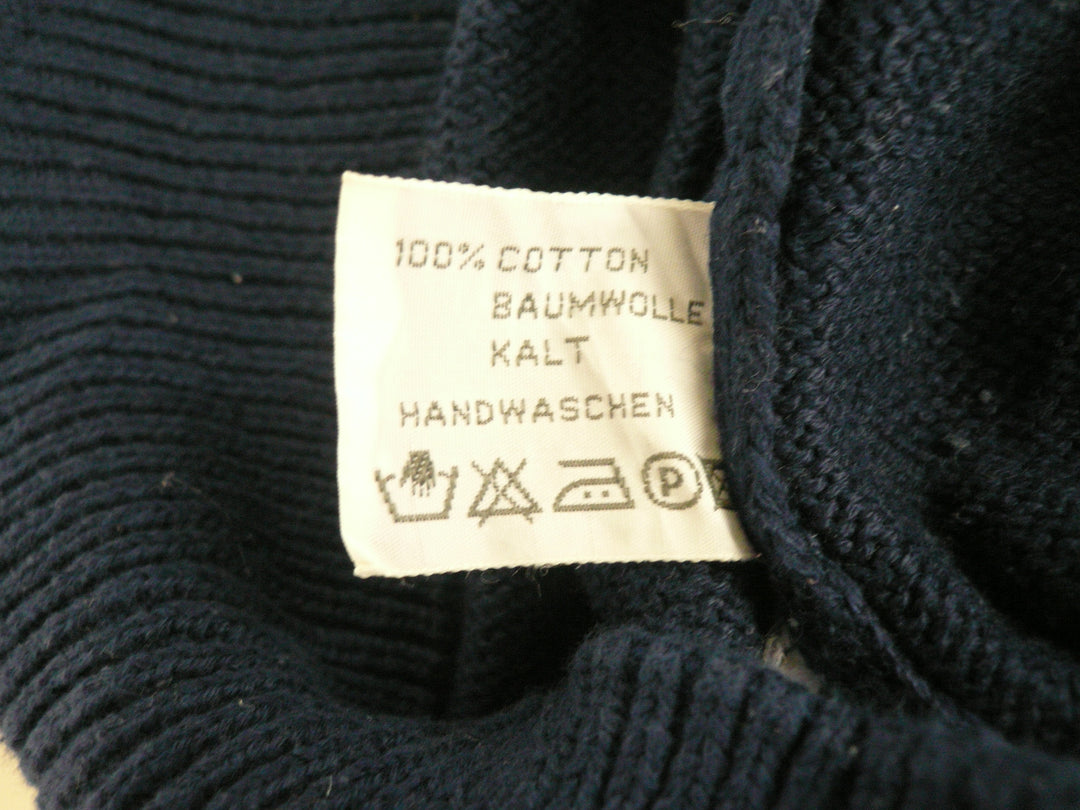 100% COTTON
BAUMWOLLE
KALT
HANDWASCHEN
P